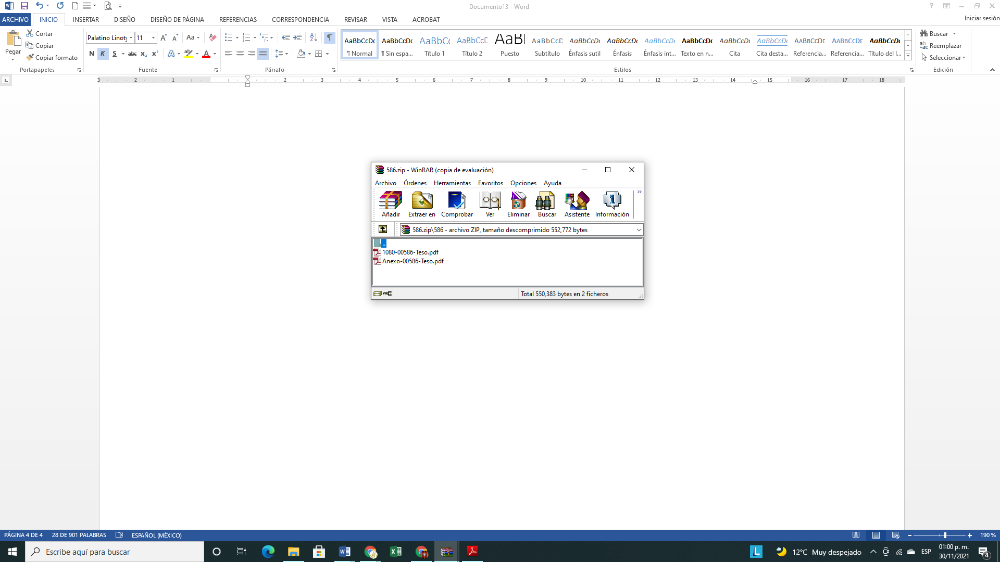 Documento13 - Word
ARCHIVO INICIO INSERTAR DISEÑO DISEÑO DE PÁGINA REFERENCIAS CORRESPONDENCIA REVISAR VISTA ACROBAT Iniciar sesión
Pegar
Cortar
Copiar
Copiar formato
Portapapeles
Palatino Linoty 11
N K S abc x₂ x²
Fuente
Párrafo
AaBbCcDc AaBbCcDc AaBbCc AaBbCcD AaBl AaBbCcD AaBbCcDc AaBbCcDc AaBbCcDc AaBbCcDc AaBbCcDc AaBbCcDc AABBCCDD AABBCCDD AaBbCcDc
¶ Normal ¶ Sin espa... Título 1 Título 2 Puesto Subtítulo Énfasis sutil Énfasis Énfasis int... Texto en n... Cita Cita desta... Referencia... Referencia... Título del l...
Estilos
Buscar
Reemplazar
Seleccionar
Edición
3 2 1 2 3 4 5 6 7 8 9 10 11 12 13 14 15 16 17 18
586.zip - WinRAR (copia de evaluación)
Archivo Órdenes Herramientas Favoritos Opciones Ayuda
Añadir Extraer en Comprobar Ver Eliminar Buscar Asistente Información
586.zip\586 - archivo ZIP, tamaño descomprimido 552,772 bytes
..
1080-00586-Teso.pdf
Anexo-00586-Teso.pdf
Total 550,383 bytes en 2 ficheros
PÁGINA 4 DE 4 28 DE 901 PALABRAS ESPAÑOL (MÉXICO) 190 %
Escribe aquí para buscar
L
12°C Muy despejado
ESP
01:00 p. m.
30/11/2021
4